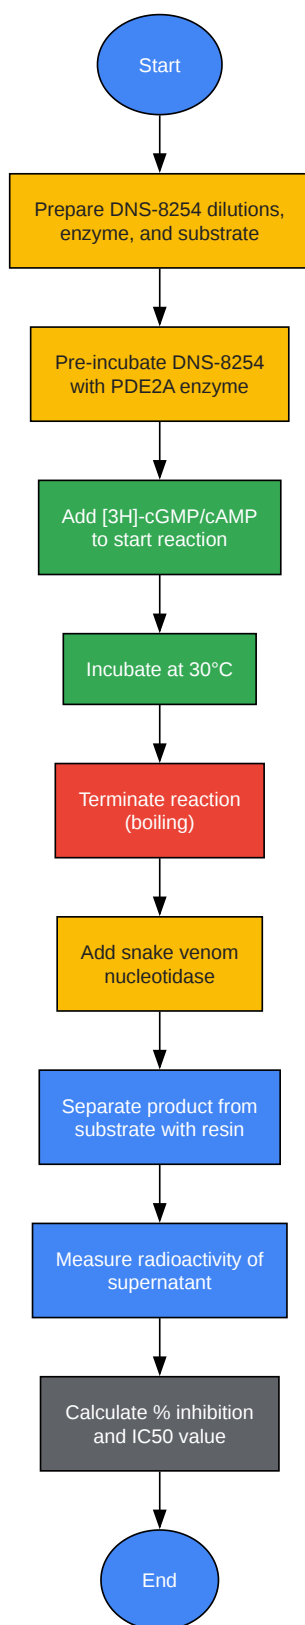 Start
Prepare DNS-8254 dilutions,
enzyme, and substrate
Pre-incubate DNS-8254
with PDE2A enzyme
Add [3H]-cGMP/cAMP
to start reaction
Incubate at 30°C
Terminate reaction
(boiling)
Add snake venom
nucleotidase
Separate product from
substrate with resin
Measure radioactivity of
supernatant
Calculate % inhibition
and IC50 value
End